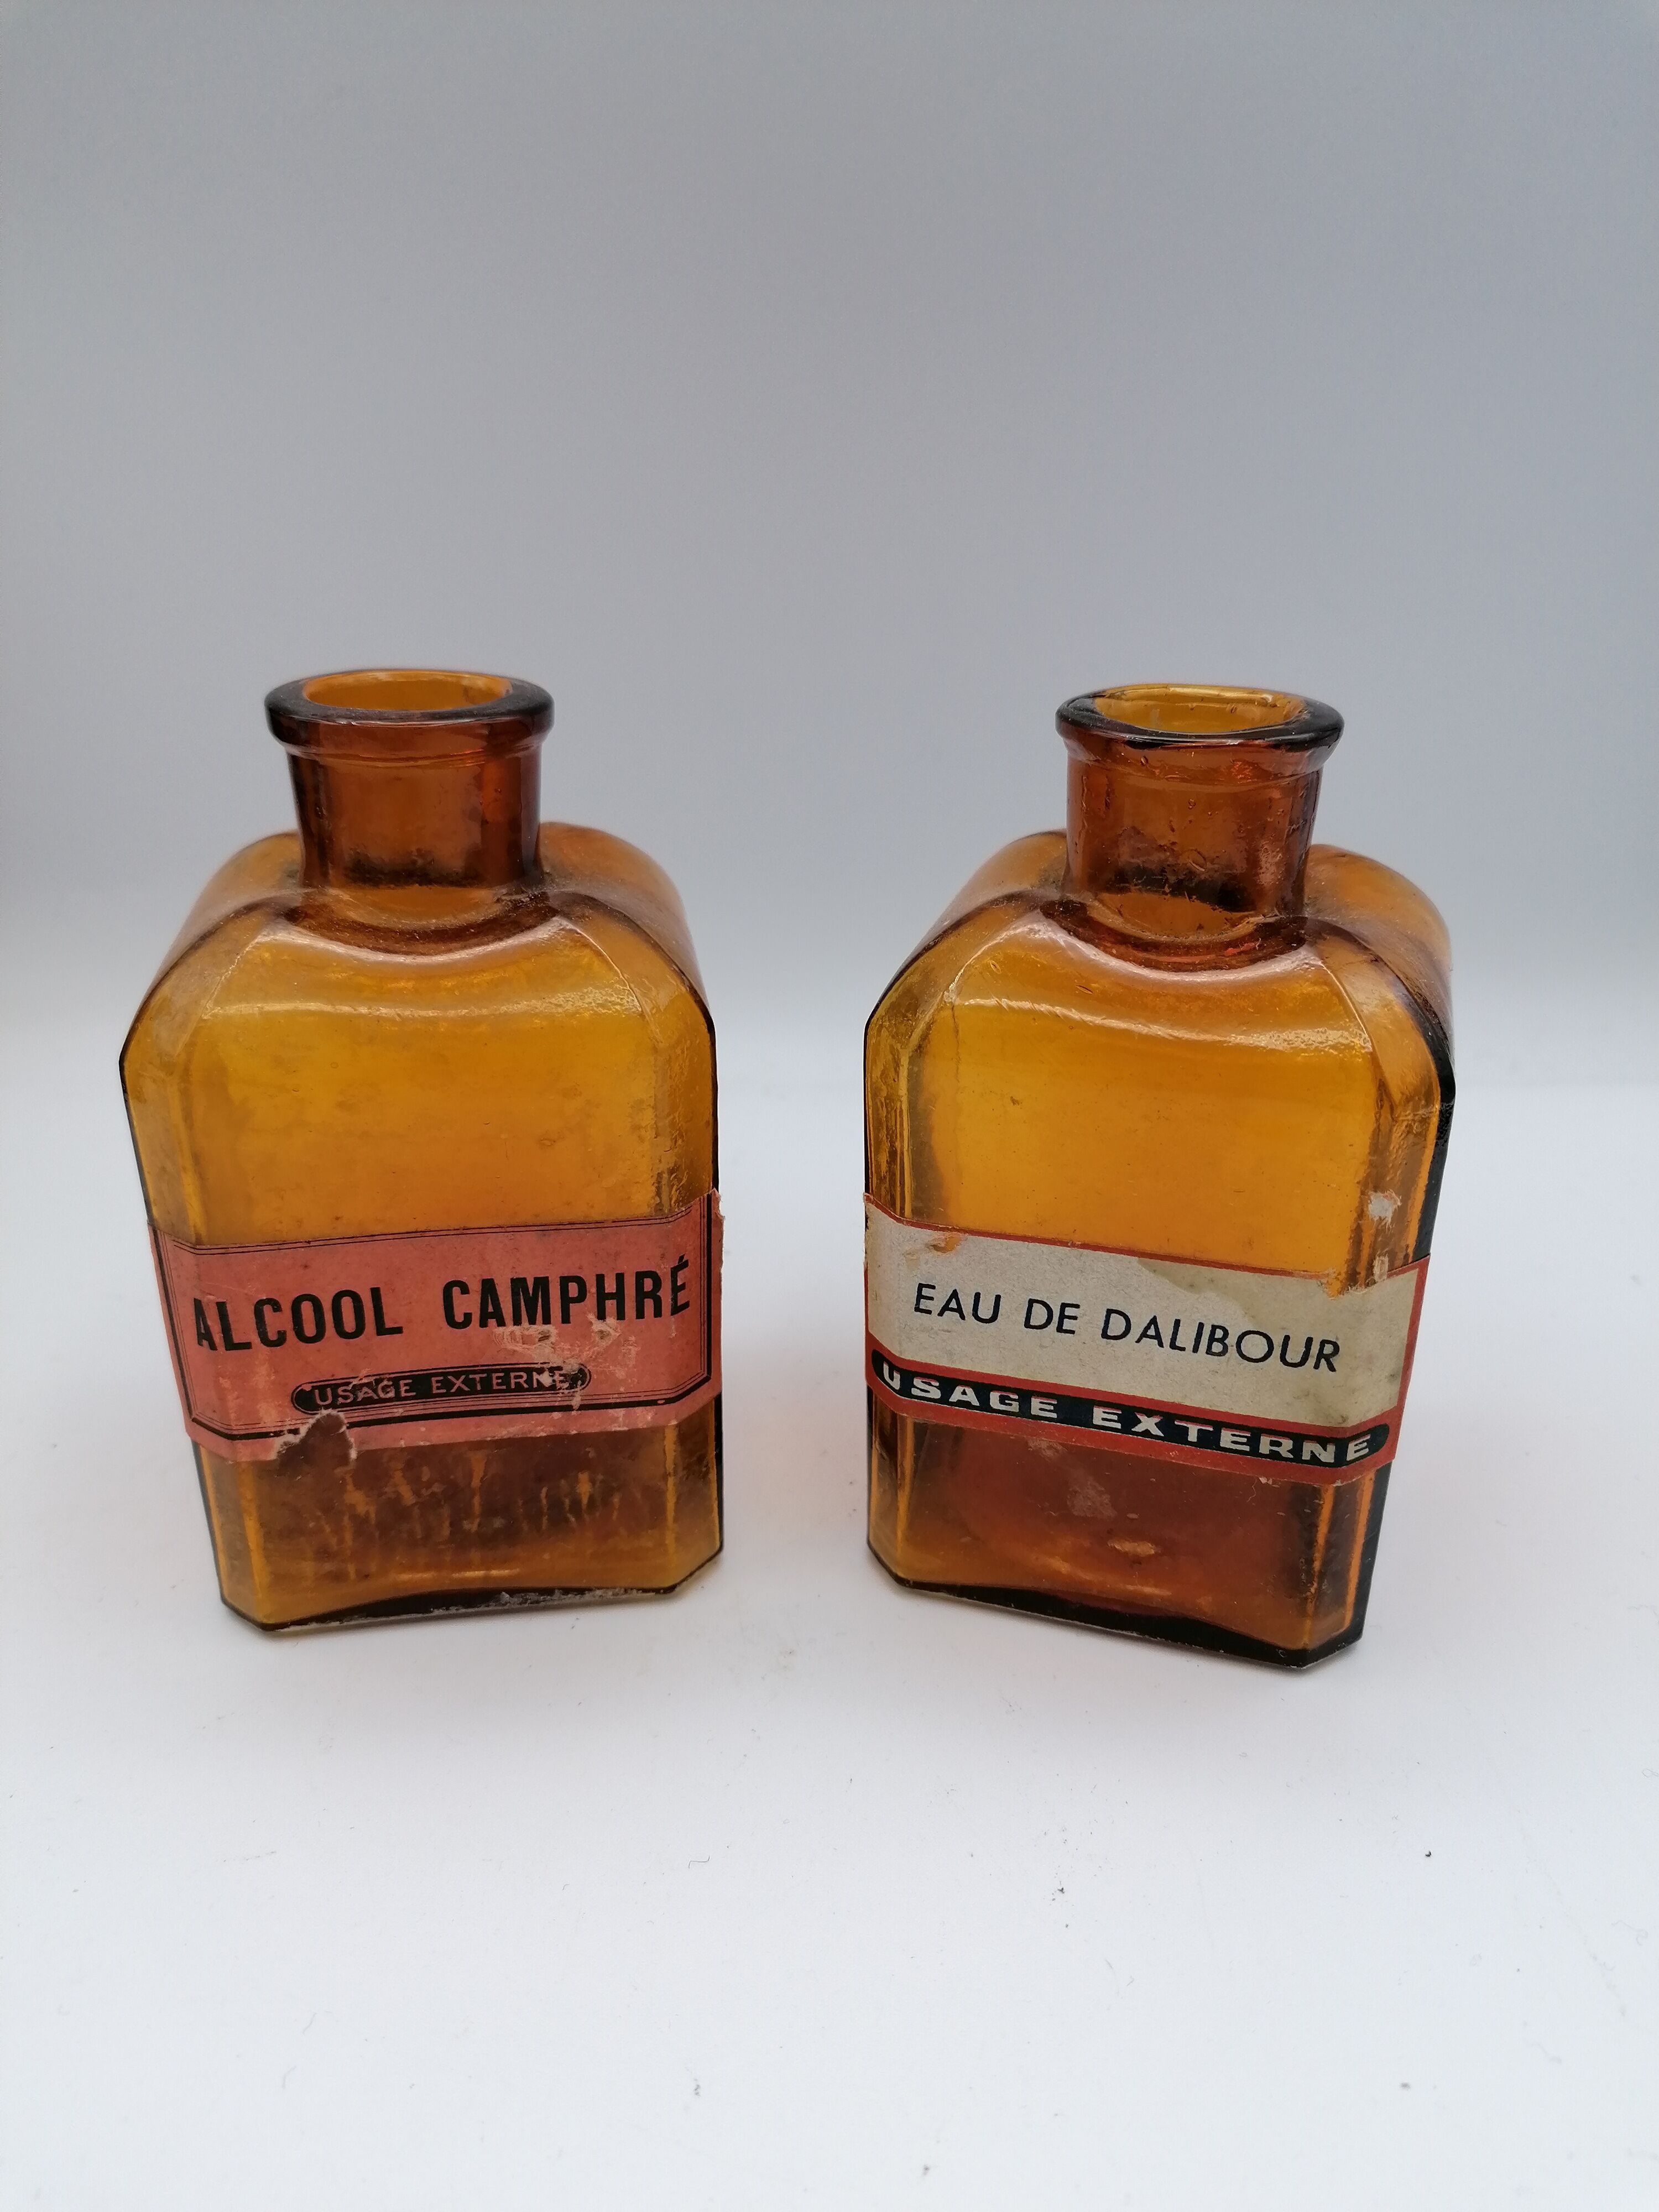 ALCOOL CAMPHRÉ
USAGE EXTERNE
EAU DE DALIBOUR
USAGE EXTERNE